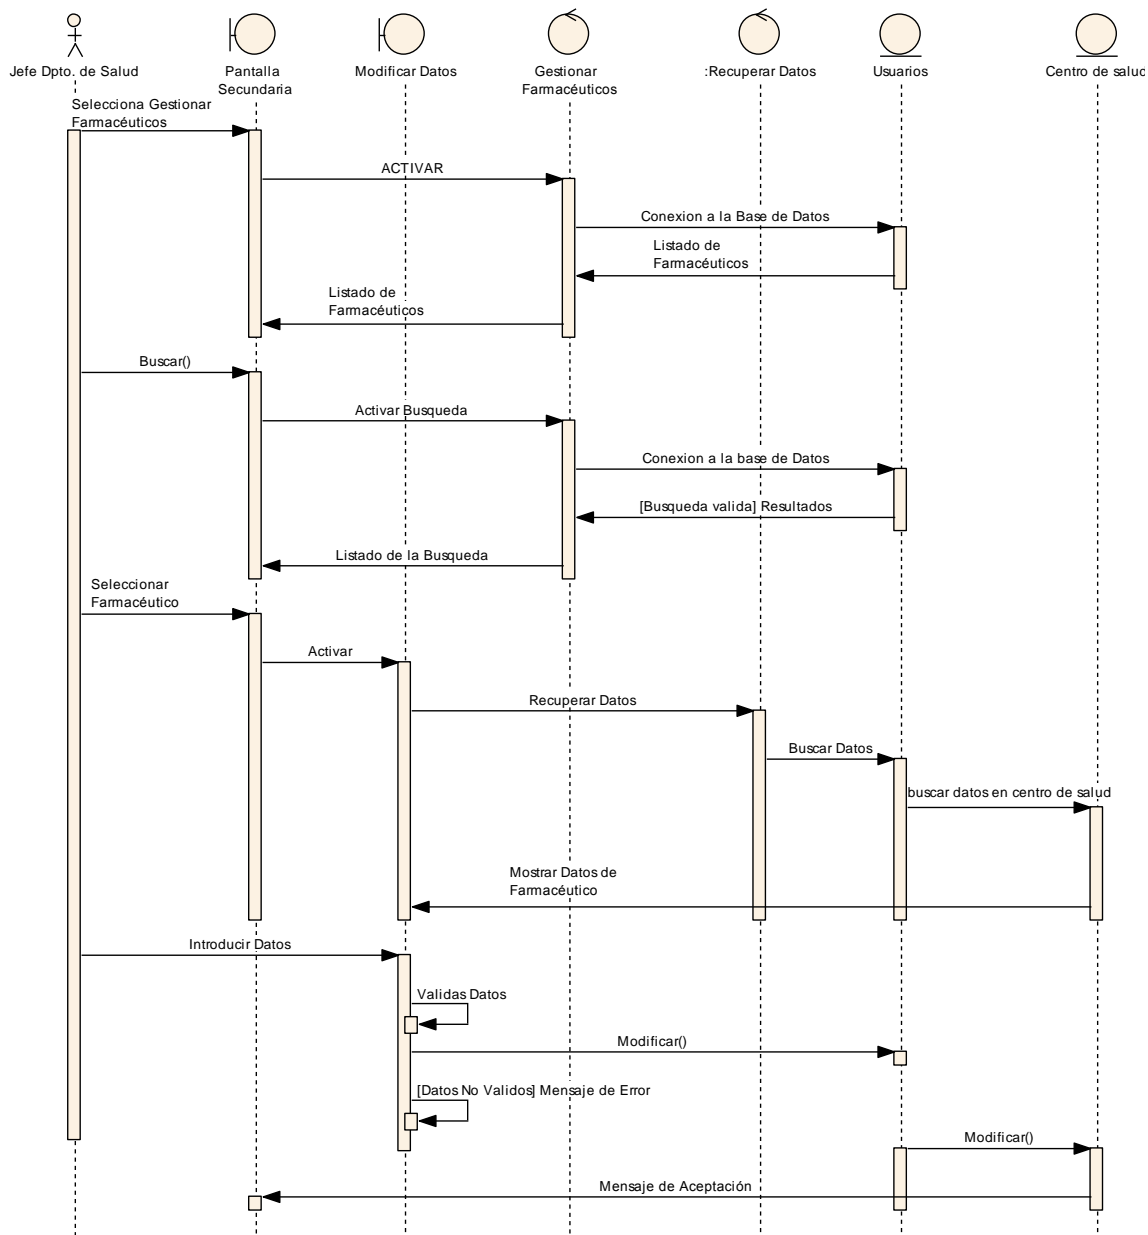 Jefe Dpto. de Salud
Pantalla
Secundaria
Modificar Datos
Gestionar
Farmacéuticos
:Recuperar Datos
Usuarios
Centro de salud
Selecciona Gestionar
Farmacéuticos
ACTIVAR
Conexion a la Base de Datos
Listado de
Farmacéuticos
Listado de
Farmacéuticos
Buscar()
Activar Busqueda
Conexion a la base de Datos
[Busqueda valida] Resultados
Listado de la Busqueda
Seleccionar
Farmacéutico
Activar
Recuperar Datos
Buscar Datos
buscar datos en centro de salud
Mostrar Datos de
Farmacéutico
Introducir Datos
Validas Datos
Modificar()
[Datos No Validos] Mensaje de Error
Modificar()
Mensaje de Aceptación